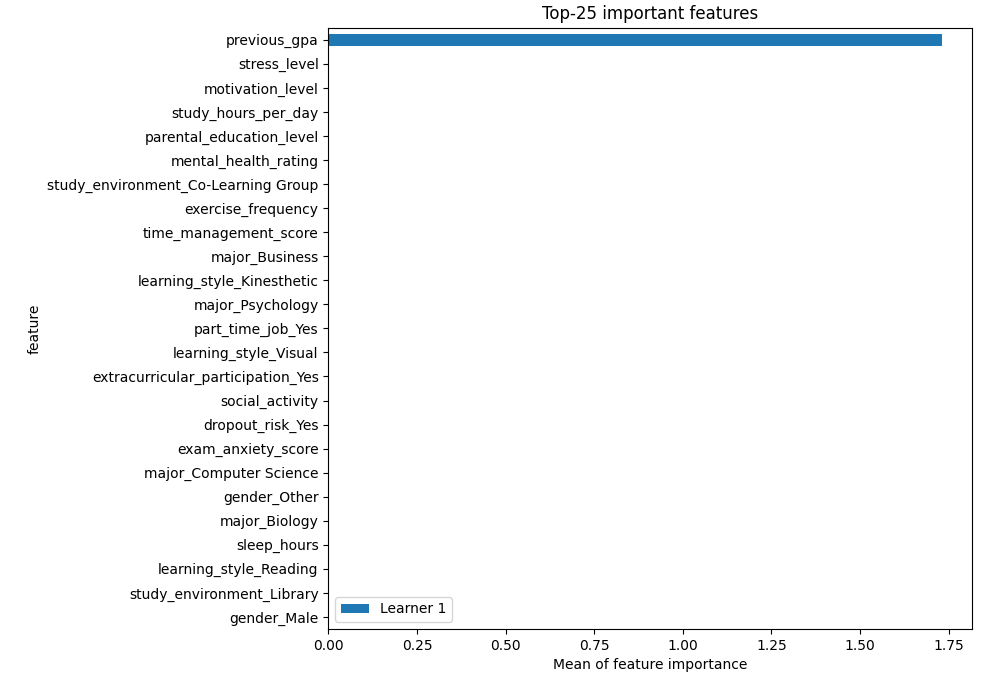 Top-25 important features
previous_gpa
stress_level
motivation_level
study_hours_per_day
parental_education_level
mental_health_rating
study_environment_Co-Learning Group
exercise_frequency
time_management_score
major_Business
learning_style_Kinesthetic
major_Psychology
part_time_job_Yes
learning_style_Visual
extracurricular_participation_Yes
social_activity
dropout_risk_Yes
exam_anxiety_score
major_Computer Science
gender_Other
major_Biology
sleep_hours
learning_style_Reading
study_environment_Library
gender_Male
feature
Learner 1
0.00 0.25 0.50 0.75 1.00 1.25 1.50 1.75
Mean of feature importance